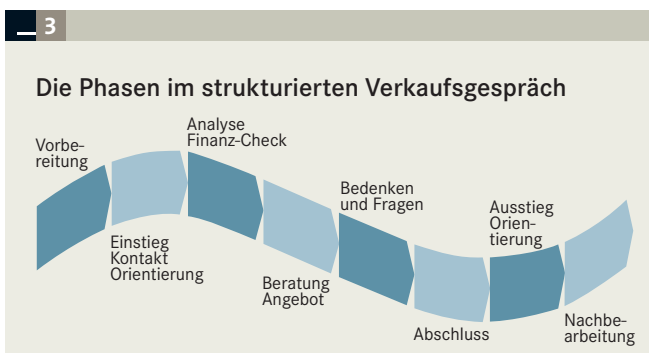 3
Die Phasen im strukturierten Verkaufsgespräch
Vorbe-
reitung
Einstieg
Kontakt
Orientierung
Analyse
Finanz-Check
Beratung
Angebot
Bedenken
und Fragen
Abschluss
Ausstieg
Orien-
tierung
Nachbe-
arbeitung